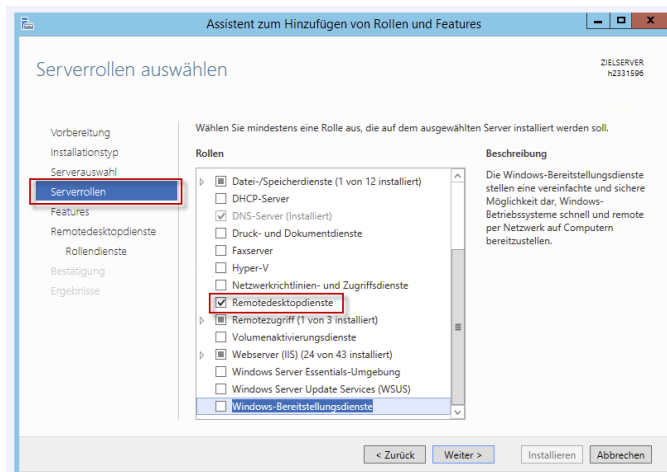 Assistent zum Hinzufügen von Rollen und Features
Serverrollen auswählen
ZIELSERVER
h2331596
Vorbereitung
Installationstyp
Serverauswahl
Serverrollen
Features
Remotedesktopdienste
Rollendienste
Bestätigung
Ergebnisse
Wählen Sie mindestens eine Rolle aus, die auf dem ausgewählten Server installiert werden soll.
Rollen
Datei-/Speicherdienste (1 von 12 installiert)
DHCP-Server
DNS-Server (Installiert)
Druck- und Dokumentdienste
Faxserver
Hyper-V
Netzwerkrichtlinien- und Zugriffsdienste
Remotedesktopdienste
Remotezugriff (1 von 3 installiert)
Volumenaktivierungsdienste
Webserver (IIS) (24 von 43 installiert)
Windows Server Essentials-Umgebung
Windows Server Update Services (WSUS)
Windows-Bereitstellungsdienste
Beschreibung
Die Windows-Bereitstellungsdienste
stellen eine vereinfachte und sichere
Möglichkeit dar, Windows-
Betriebssysteme schnell und remote
per Netzwerk auf Computern
bereitzustellen.
< Zurück
Weiter >
Installieren
Abbrechen